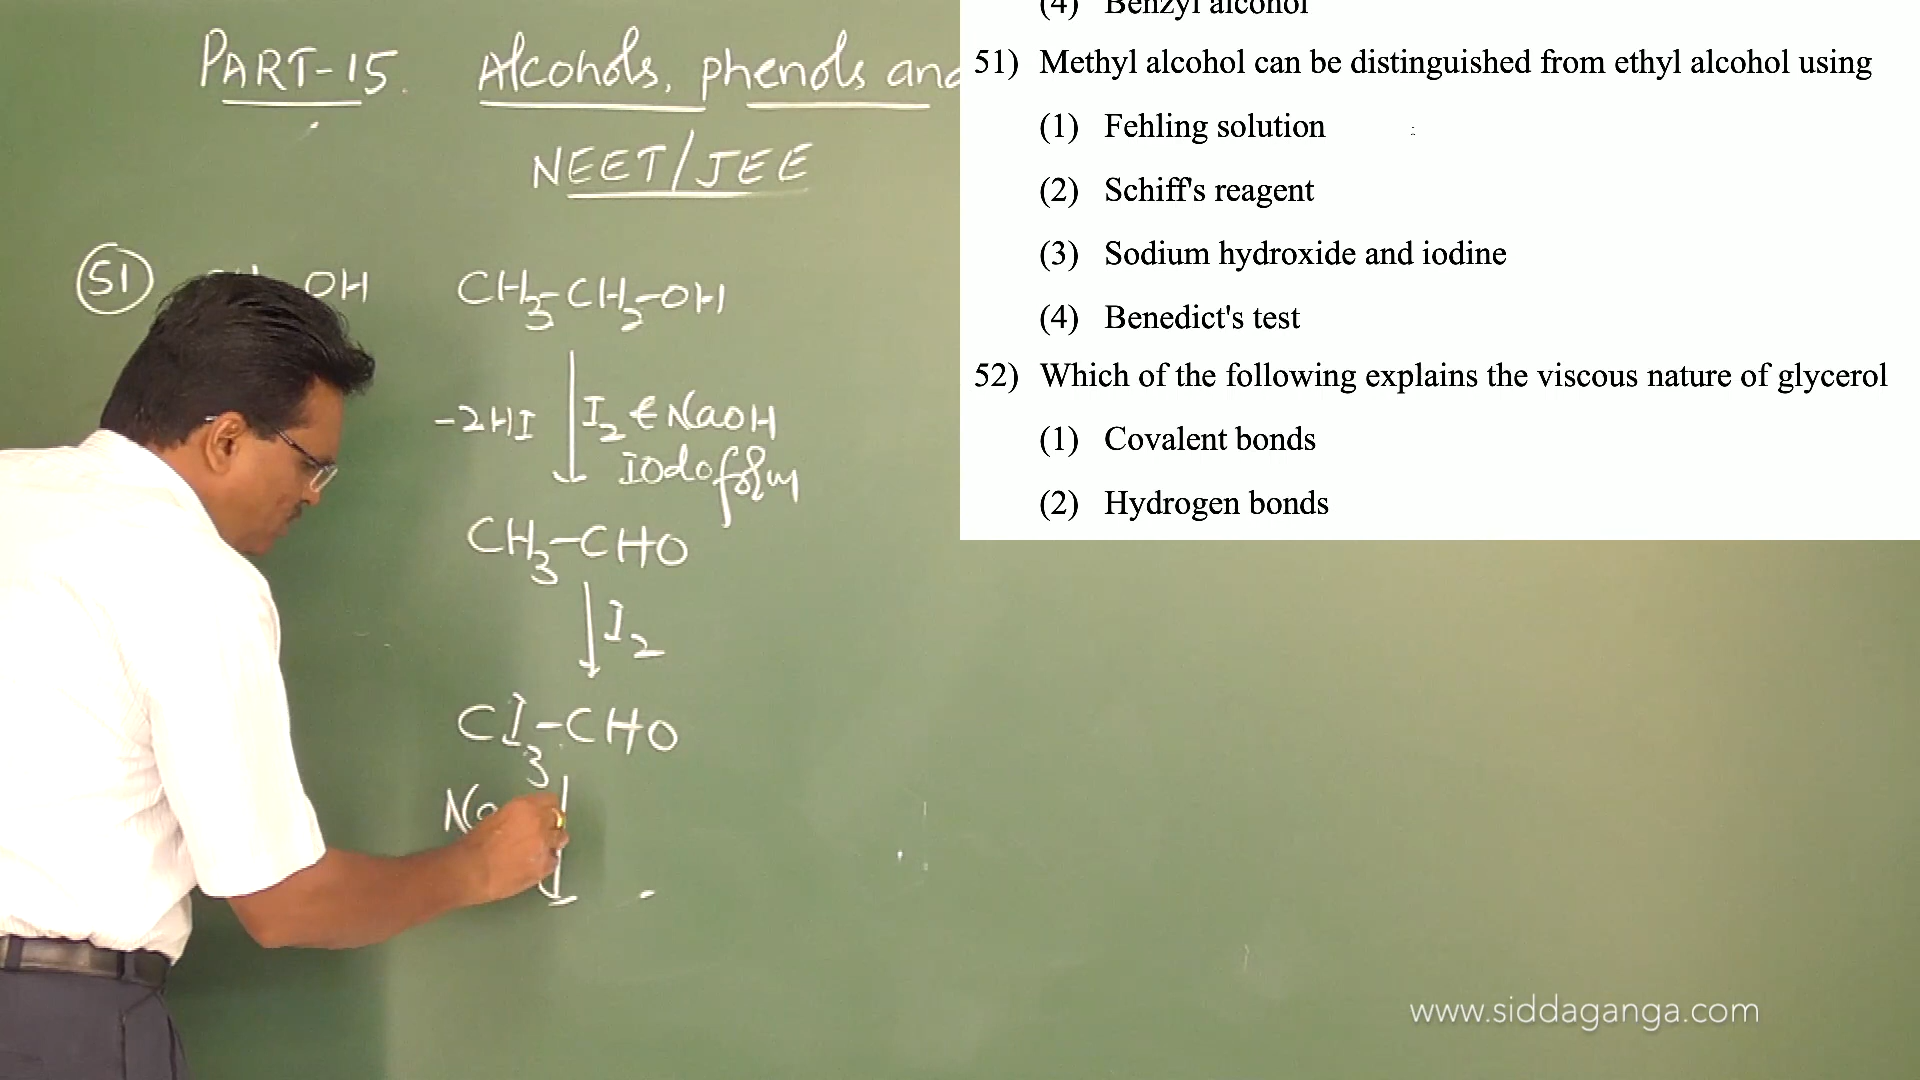 PART-15. Alcohols, phenols and
NEET/JEE
51 OH CH3-CH2-OH
-2HI I2 € NaOH
Iodoform
CH3-CHO
I2
CI3-CHO
Na
(4) Benzyl alcohol
51) Methyl alcohol can be distinguished from ethyl alcohol using
(1) Fehling solution
(2) Schiff's reagent
(3) Sodium hydroxide and iodine
(4) Benedict's test
52) Which of the following explains the viscous nature of glycerol
(1) Covalent bonds
(2) Hydrogen bonds
www.siddaganga.com